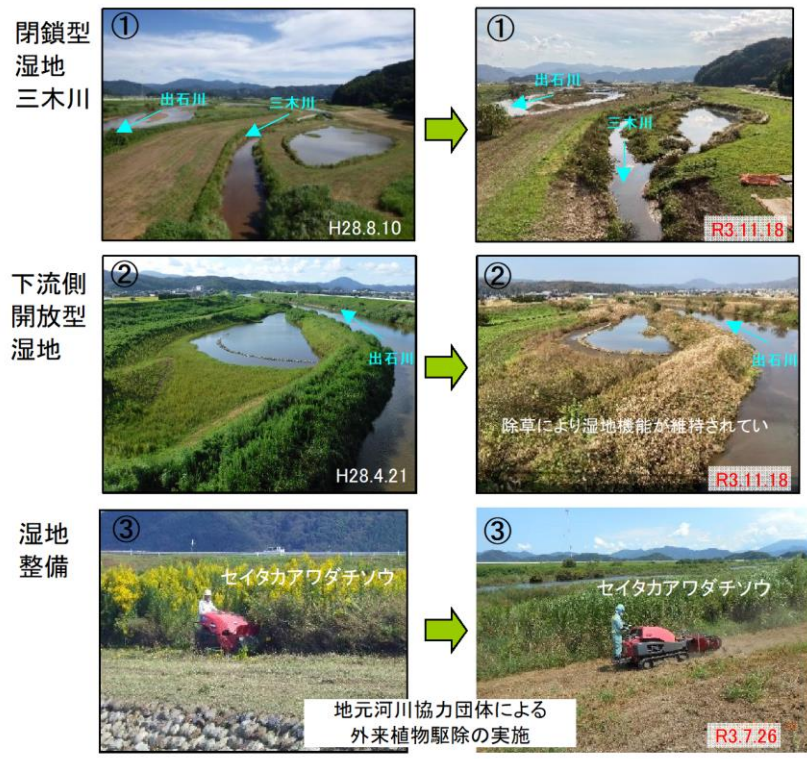 閉鎖型
湿地
三木川
①
出石川
三木川
H28.8.10
①
出石川
三木川
R3.11.18
下流側
開放型
湿地
②
出石川
H28.4.21
②
出石川
除草により湿地機能が維持されてい
R3.11.18
湿地
整備
③
セイタカアワダチソウ
③
セイタカアワダチソウ
地元河川協力団体による
外来植物駆除の実施
R3.7.26